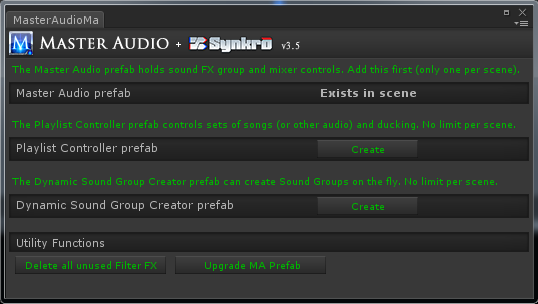 MasterAudioMa
M MASTER AUDIO + Synkro v3.5
The Master Audio prefab holds sound FX group and mixer controls. Add this first (only one per scene).
Master Audio prefab Exists in scene
The Playlist Controller prefab controls sets of songs (or other audio) and ducking. No limit per scene.
Playlist Controller prefab Create
The Dynamic Sound Group Creator prefab can create Sound Groups on the fly. No limit per scene.
Dynamic Sound Group Creator prefab Create
Utility Functions
Delete all unused Filter FX Upgrade MA Prefab